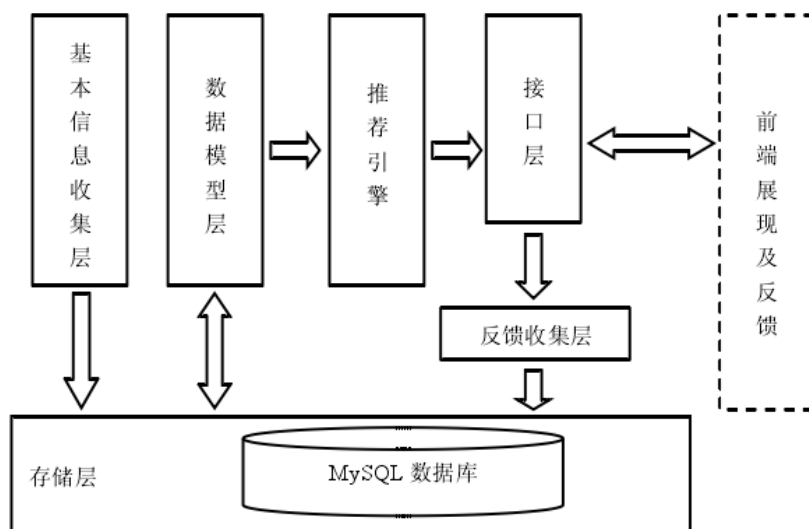 基本信息收集层
数据模型层
推荐引擎
接口层
前端展现及反馈
反馈收集层
存储层
MySQL 数据库